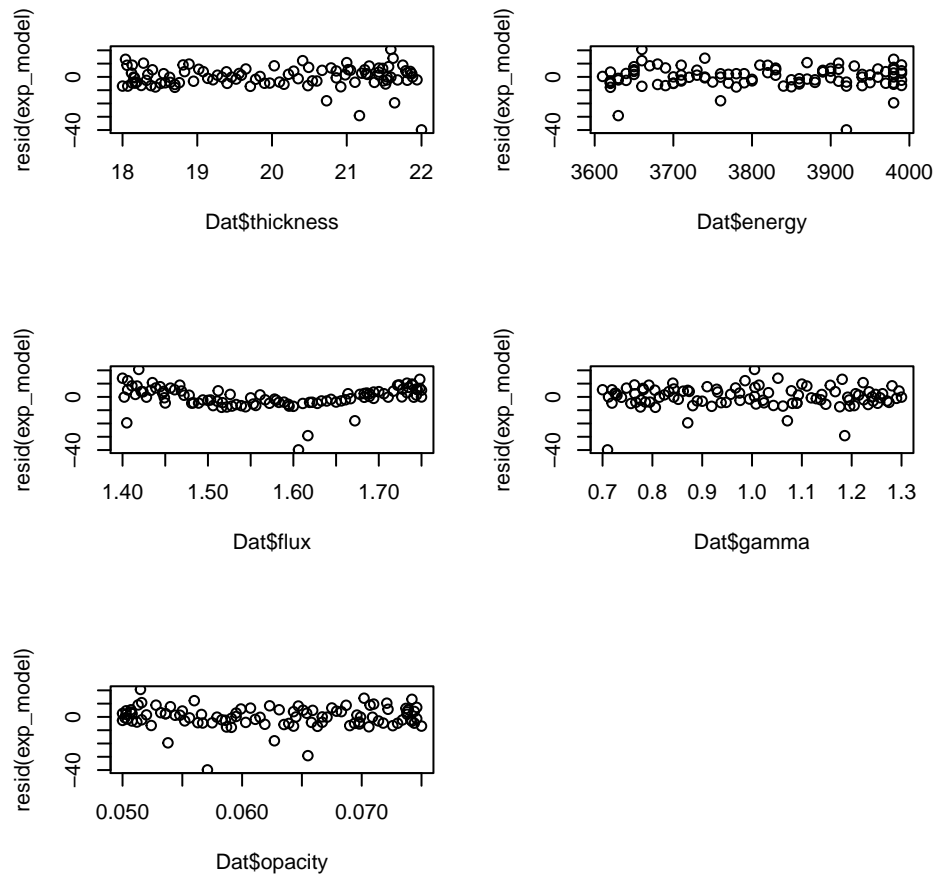 resid(exp_model)
0
−40
18 19 20 21 22
Dat$thickness
resid(exp_model)
0
−40
3600 3700 3800 3900 4000
Dat$energy
resid(exp_model)
0
−40
1.40 1.50 1.60 1.70
Dat$flux
resid(exp_model)
0
−40
0.7 0.8 0.9 1.0 1.1 1.2 1.3
Dat$gamma
resid(exp_model)
0
−40
0.050 0.060 0.070
Dat$opacity